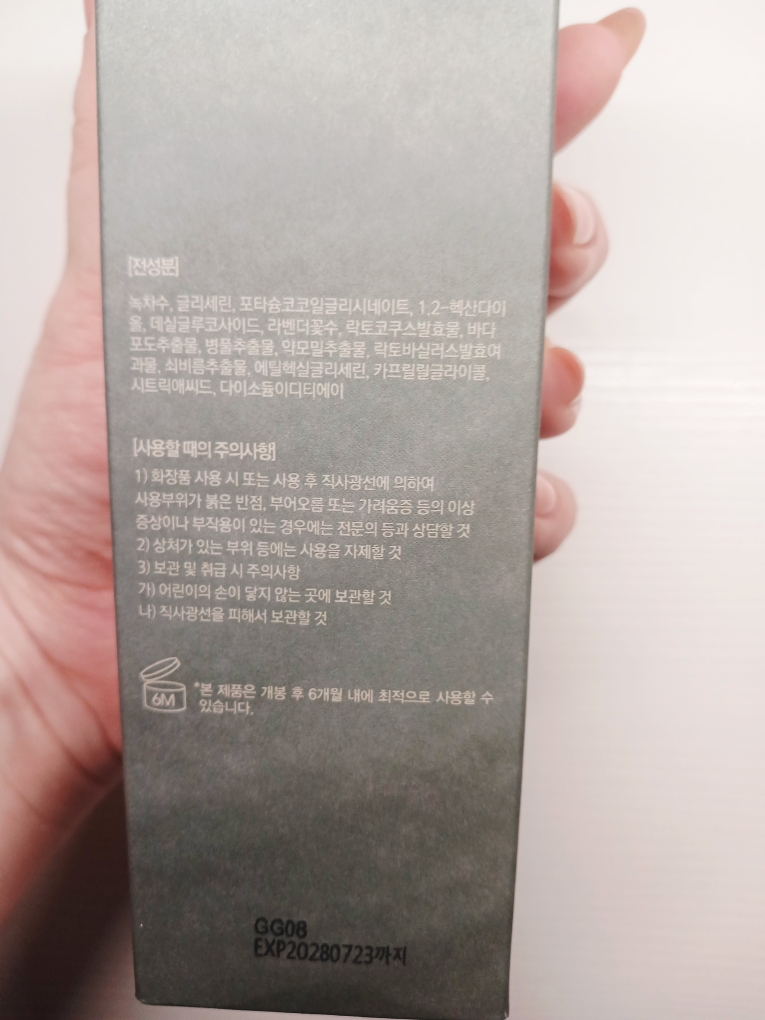 [전성분]
녹차수, 글리세린, 포타슘코코일글리시네이트, 1,2-헥산다이
올, 데실글루코사이드, 라벤더꽃수, 락토코쿠스발효물, 바다
포도추출물, 병풀추출물, 악모밀추출물, 락토바실러스발효여
과물, 쇠비름추출물, 에틸헥실글리세린, 카프릴릴글라이콜,
시트릭애씨드, 다이소듐이디티에이
[사용할 때의 주의사항]
1) 화장품 사용 시 또는 사용 후 직사광선에 의하여
사용부위가 붉은 반점, 부어오름 또는 가려움증 등의 이상
증상이나 부작용이 있는 경우에는 전문의 등과 상담할 것
2) 상처가 있는 부위 등에는 사용을 자제할 것
3) 보관 및 취급 시 주의사항
가) 어린이의 손이 닿지 않는 곳에 보관할 것
나) 직사광선을 피해서 보관할 것
6M
*본 제품은 개봉 후 6개월 내에 최적으로 사용할 수
있습니다.
GG08
EXP20280723까지